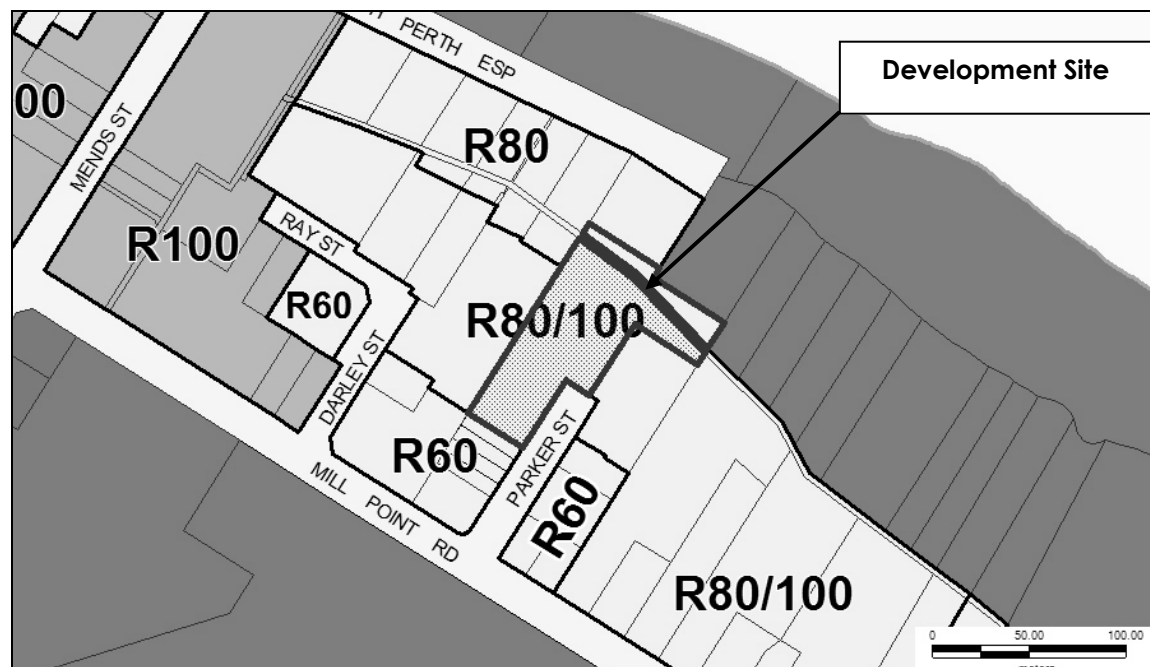 PERTH ESP
Development Site
00
MENDS ST
R80
RAY ST
R100
R60
R80/100
DARLEY ST
R60
PARKER ST
MILL POINT RD
R60
R80/100
0 50.00 100.00